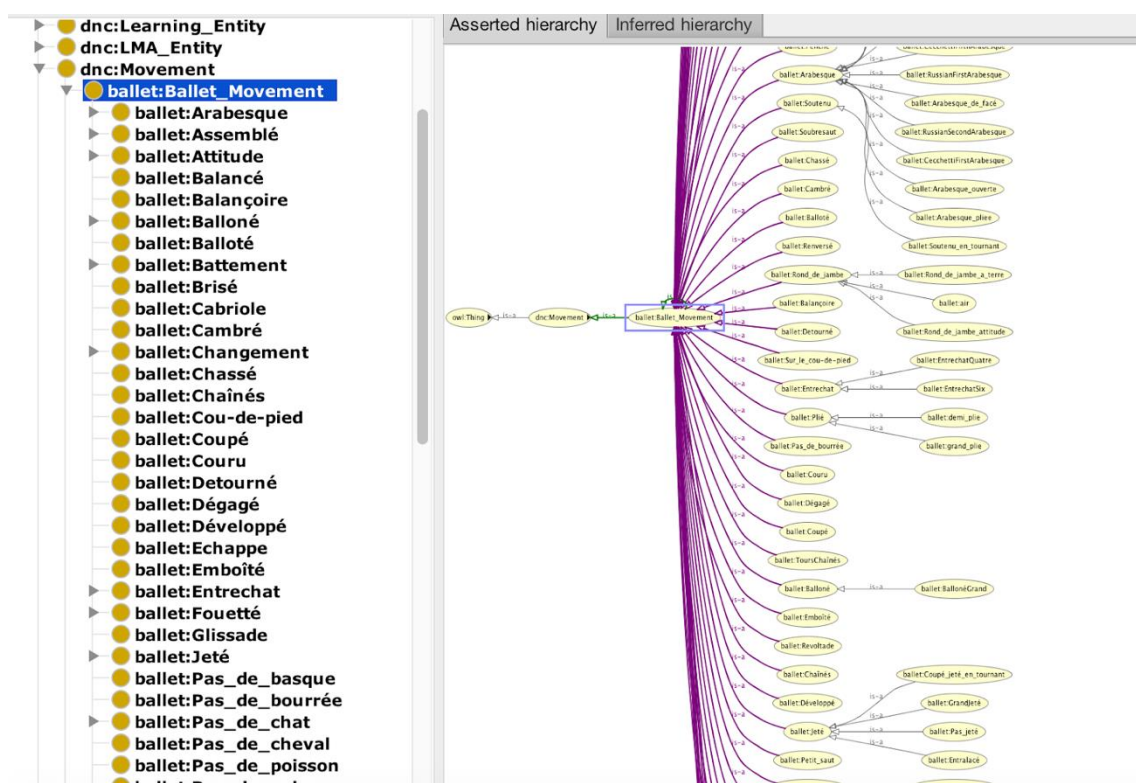 dnc:Learning_Entity
dnc:LMA_Entity
dnc:Movement
ballet:Ballet_Movement
ballet:Arabesque
ballet:Assemblé
ballet:Attitude
ballet:Balancé
ballet:Balançoire
ballet:Balloné
ballet:Balloté
ballet:Battement
ballet:Brisé
ballet:Cabriole
ballet:Cambré
ballet:Changement
ballet:Chassé
ballet:Chaînés
ballet:Cou-de-pied
ballet:Coupé
ballet:Couru
ballet:Detourné
ballet:Dégagé
ballet:Développé
ballet:Echappe
ballet:Emboîté
ballet:Entrechat
ballet:Fouetté
ballet:Glissade
ballet:Jeté
ballet:Pas_de_basque
ballet:Pas_de_bourrée
ballet:Pas_de_chat
ballet:Pas_de_cheval
ballet:Pas_de_poisson
Asserted hierarchy Inferred hierarchy
owl:Thing
is-a
dnc:Movement
is-a
ballet:Ballet_Movement
ballet:Penché
ballet:Arabesque
ballet:Soutenu
ballet:Soubresaut
ballet:Chassé
ballet:Cambré
ballet:Balloté
ballet:Renversé
ballet:Rond_de_jambe
ballet:Balançoire
ballet:Detourné
ballet:Sur_le_cou-de-pied
ballet:Entrechat
ballet:Plié
ballet:Pas_de_bourrée
ballet:Couru
ballet:Dégagé
ballet:Coupé
ballet:ToursChaînés
ballet:Balloné
ballet:Emboîté
ballet:Revoltade
ballet:Chaînés
ballet:Développé
ballet:Jeté
ballet:Petit_saut
ballet:RussianFirstArabesque
ballet:Arabesque_de_facé
ballet:RussianSecondArabesque
ballet:CecchettiFirstArabesque
ballet:Arabesque_ouverte
ballet:Arabesque_pliee
ballet:Soutenu_en_tournant
ballet:Rond_de_jambe_a_terre
ballet:air
ballet:Rond_de_jambe_attitude
ballet:EntrechatQuatre
ballet:EntrechatSix
ballet:demi_plie
ballet:grand_plie
ballet:BallonéGrand
ballet:Coupé_jeté_en_tournant
ballet:GrandJeté
ballet:Pas_jeté
ballet:Entralacé